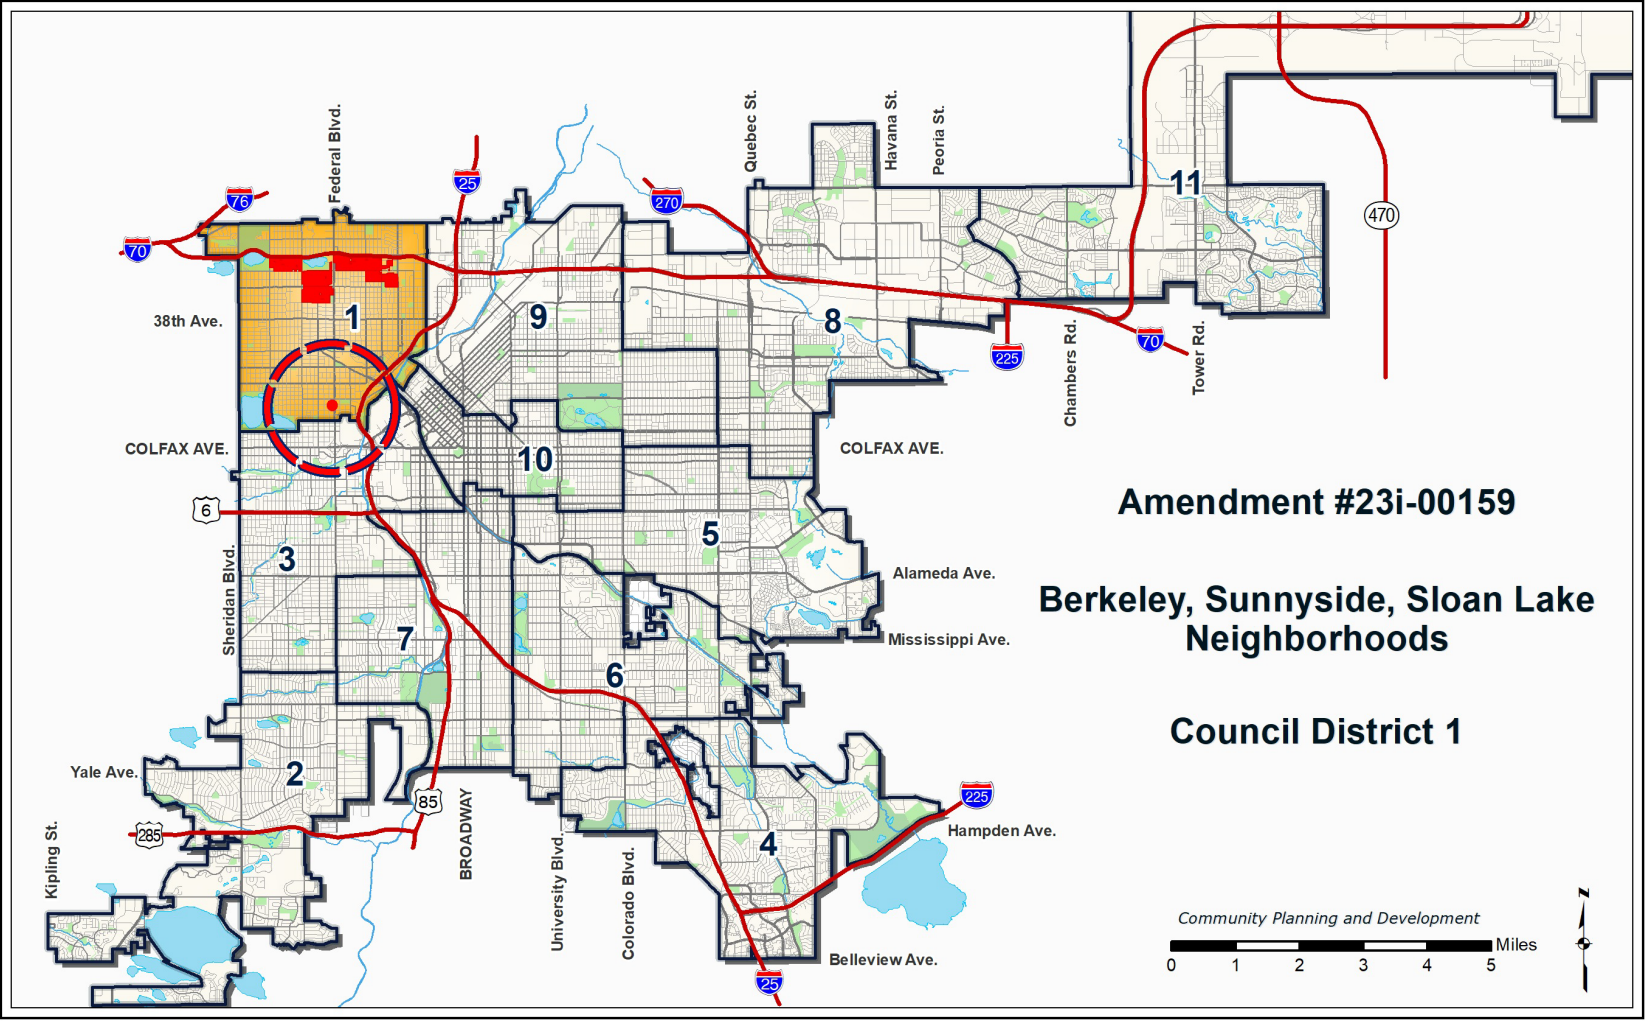 Federal Blvd.
Quebec St.
Havana St.
Peoria St.
76
25
270
11
470
70
38th Ave.
1
9
8
225
70
Chambers Rd.
Tower Rd.
COLFAX AVE.
COLFAX AVE.
10
6
Amendment #23i-00159
5
3
Sheridan Blvd.
Alameda Ave.
Berkeley, Sunnyside, Sloan Lake
Neighborhoods
7
Mississippi Ave.
6
Council District 1
Yale Ave.
2
85
225
285
BROADWAY
Hampden Ave.
4
Kipling St.
University Blvd.
Colorado Blvd.
Belleview Ave.
25
Community Planning and Development
Miles
0 1 2 3 4 5
N